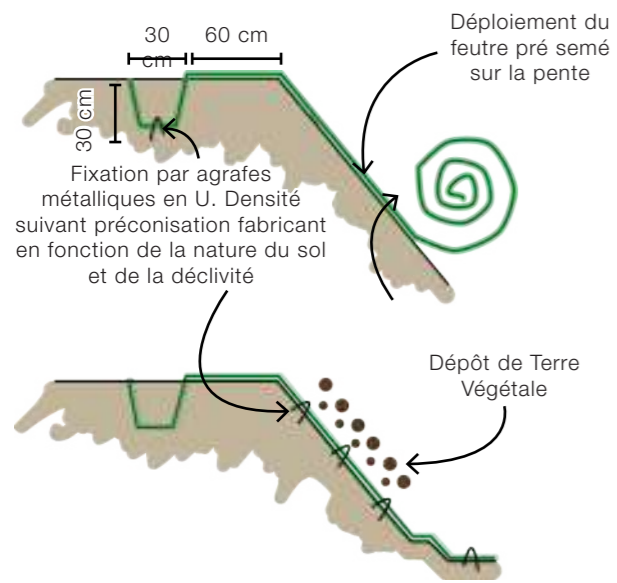 30
cm
60 cm
30 cm
Déploiement du
feutre pré semé
sur la pente
Fixation par agrafes
métalliques en U. Densité
suivant préconisation fabricant
en fonction de la nature du sol
et de la déclivité
Dépôt de Terre
Végétale